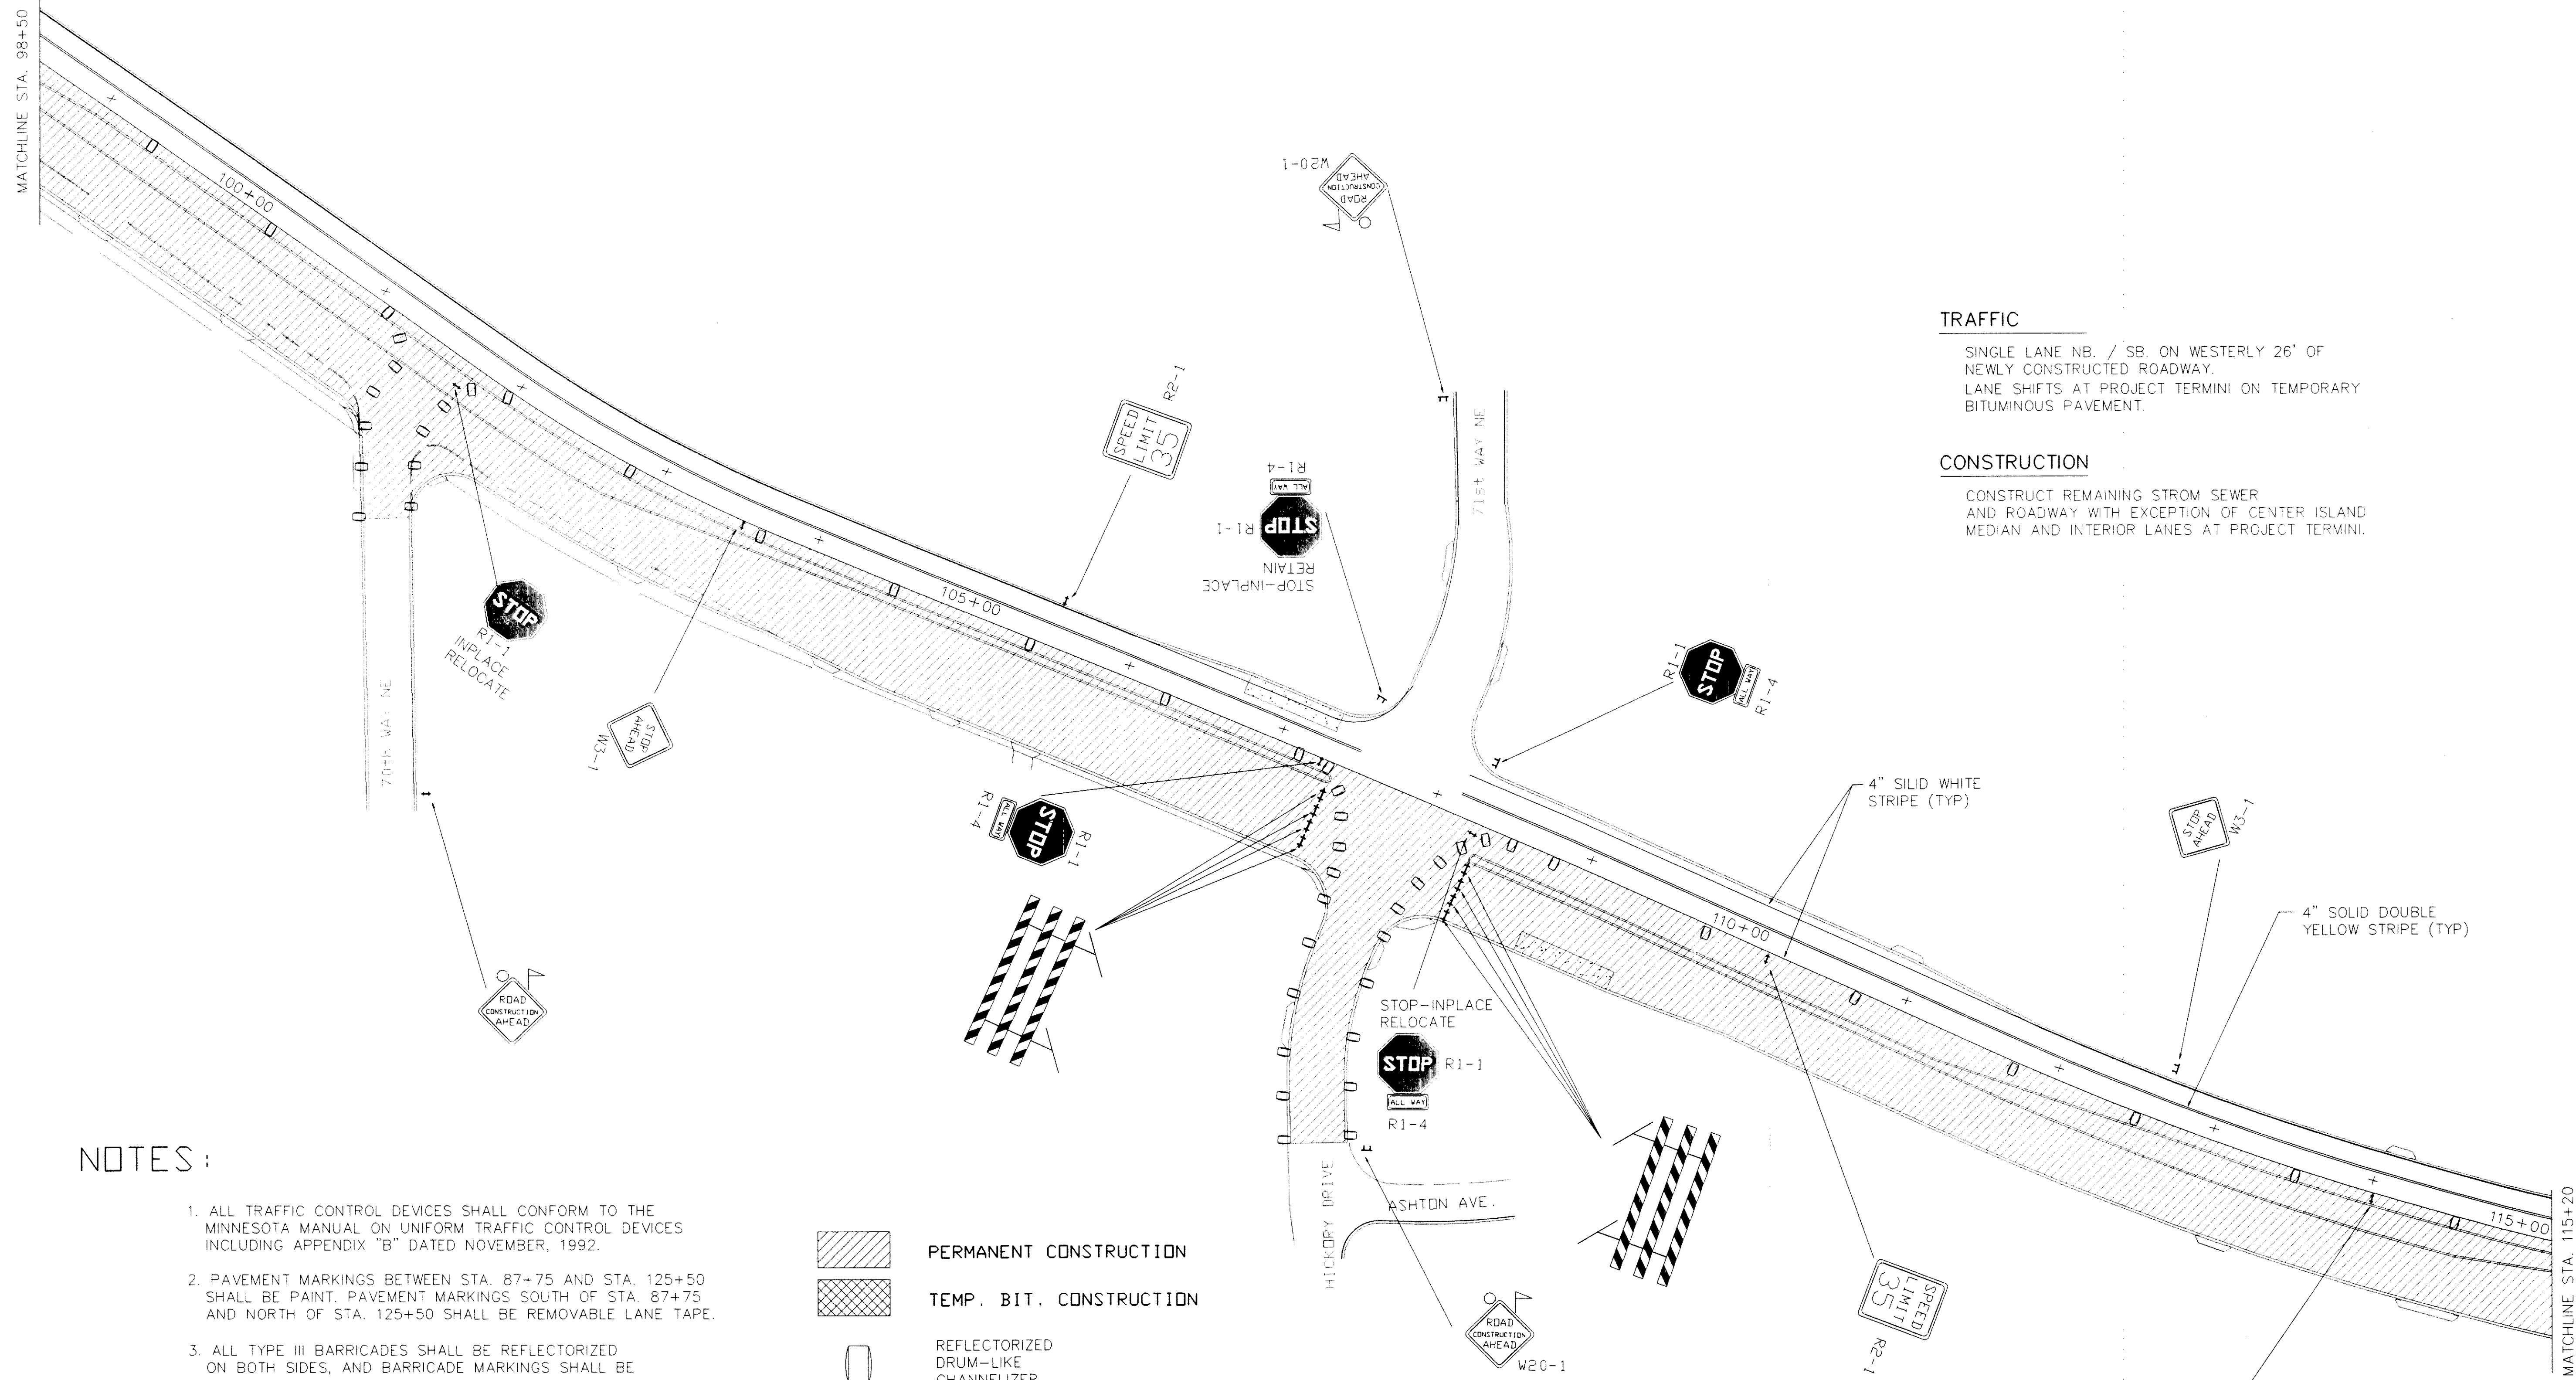 MATCHLINE STA. 98+50
100+00
W20-1
ROAD
CONSTRUCTION
AHEAD
TRAFFIC
SINGLE LANE NB. / SB. ON WESTERLY 26' OF
NEWLY CONSTRUCTED ROADWAY.
LANE SHIFTS AT PROJECT TERMINI ON TEMPORARY
BITUMINOUS PAVEMENT.
CONSTRUCTION
CONSTRUCT REMAINING STROM SEWER
AND ROADWAY WITH EXCEPTION OF CENTER ISLAND
MEDIAN AND INTERIOR LANES AT PROJECT TERMINI.
SPEED
LIMIT
35
R2-1
R1-4
ALL WAY
STOP
R1-1
STOP-INPLACE
RETAIN
71st WAY NE
STOP
R1-1
INPLACE
RELOCATE
105+00
R1-1
STOP
ALL WAY
R1-4
70th WAY NE
STOP
AHEAD
W3-1
R1-4
ALL WAY
STOP
R1-1
4" SILID WHITE
STRIPE (TYP)
STOP
AHEAD
W3-1
110+00
4" SOLID DOUBLE
YELLOW STRIPE (TYP)
ROAD
CONSTRUCTION
AHEAD
STOP-INPLACE
RELOCATE
STOP
R1-1
ALL WAY
R1-4
HICKORY DRIVE
ASHTON AVE.
115+00
MATCHLINE STA. 115+20
SPEED
LIMIT
35
R2-1
ROAD
CONSTRUCTION
AHEAD
W20-1
NOTES:
1. ALL TRAFFIC CONTROL DEVICES SHALL CONFORM TO THE
MINNESOTA MANUAL ON UNIFORM TRAFFIC CONTROL DEVICES
INCLUDING APPENDIX "B" DATED NOVEMBER, 1992.
2. PAVEMENT MARKINGS BETWEEN STA. 87+75 AND STA. 125+50
SHALL BE PAINT. PAVEMENT MARKINGS SOUTH OF STA. 87+75
AND NORTH OF STA. 125+50 SHALL BE REMOVABLE LANE TAPE.
3. ALL TYPE III BARRICADES SHALL BE REFLECTORIZED
ON BOTH SIDES, AND BARRICADE MARKINGS SHALL BE
PERMANENT CONSTRUCTION
TEMP. BIT. CONSTRUCTION
REFLECTORIZED
DRUM-LIKE
CHANNELIZER